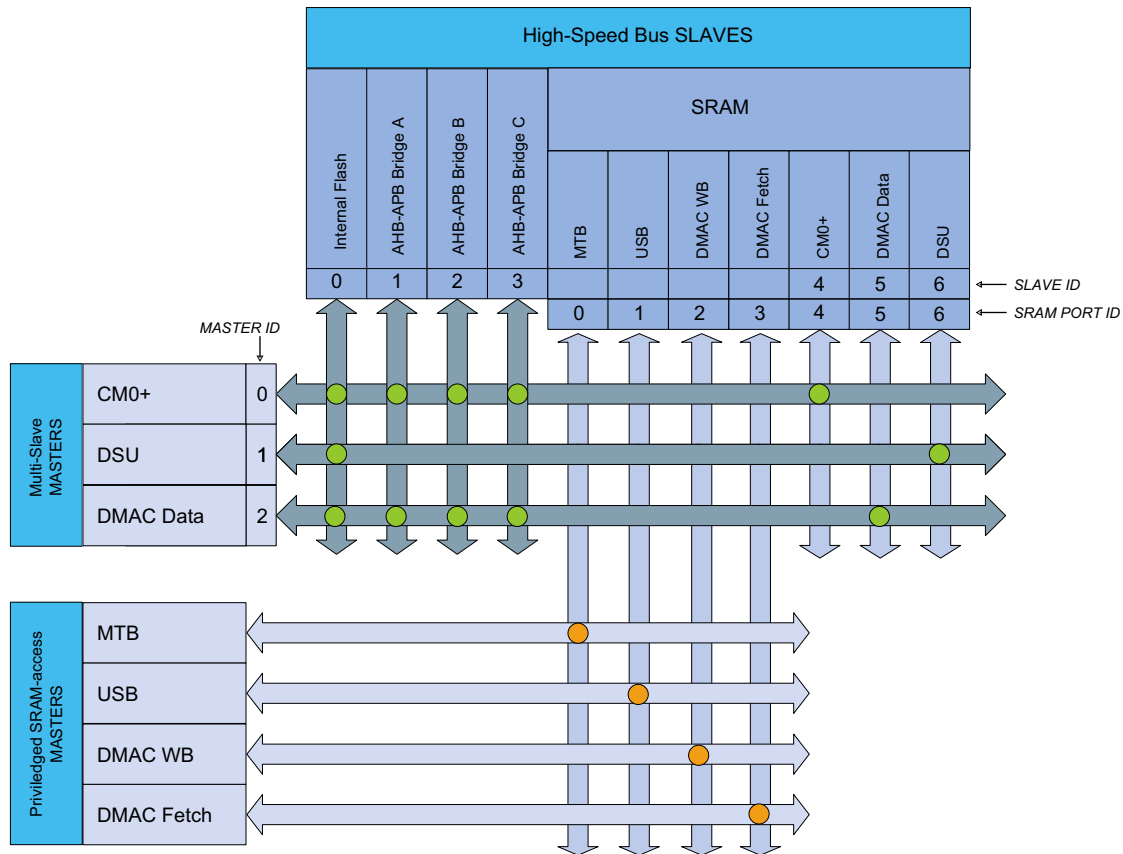 High-Speed Bus SLAVES
Internal Flash
AHB-APB Bridge A
AHB-APB Bridge B
AHB-APB Bridge C
SRAM
MTB
USB
DMAC WB
DMAC Fetch
CM0+
DMAC Data
DSU
0 1 2 3 4 5 6 SLAVE ID
0 1 2 3 4 5 6 SRAM PORT ID
MASTER ID
Multi-Slave
MASTERS
CM0+ 0
DSU 1
DMAC Data 2
Priviledged SRAM-access
MASTERS
MTB
USB
DMAC WB
DMAC Fetch